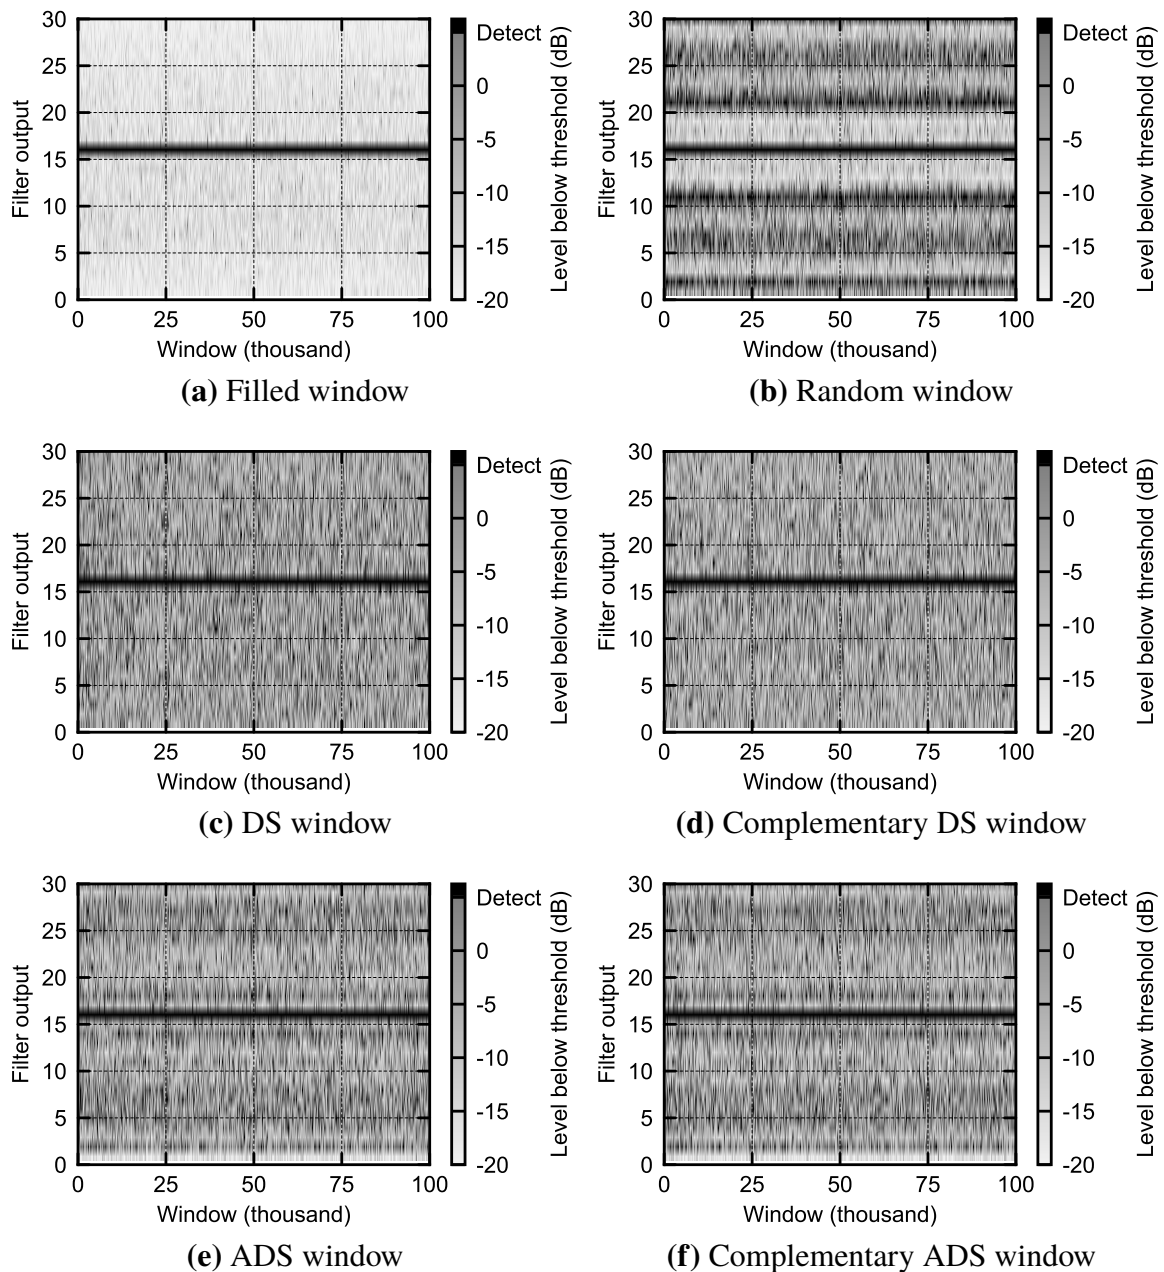 30
25
20
15
10
5
0
Filter output
0 25 50 75 100
Window (thousand)
Detect
0
-5
-10
-15
-20
Level below threshold (dB)
(a) Filled window
30
25
20
15
10
5
0
Filter output
0 25 50 75 100
Window (thousand)
Detect
0
-5
-10
-15
-20
Level below threshold (dB)
(b) Random window
30
25
20
15
10
5
0
Filter output
0 25 50 75 100
Window (thousand)
Detect
0
-5
-10
-15
-20
Level below threshold (dB)
(c) DS window
30
25
20
15
10
5
0
Filter output
0 25 50 75 100
Window (thousand)
Detect
0
-5
-10
-15
-20
Level below threshold (dB)
(d) Complementary DS window
30
25
20
15
10
5
0
Filter output
0 25 50 75 100
Window (thousand)
Detect
0
-5
-10
-15
-20
Level below threshold (dB)
(e) ADS window
30
25
20
15
10
5
0
Filter output
0 25 50 75 100
Window (thousand)
Detect
0
-5
-10
-15
-20
Level below threshold (dB)
(f) Complementary ADS window